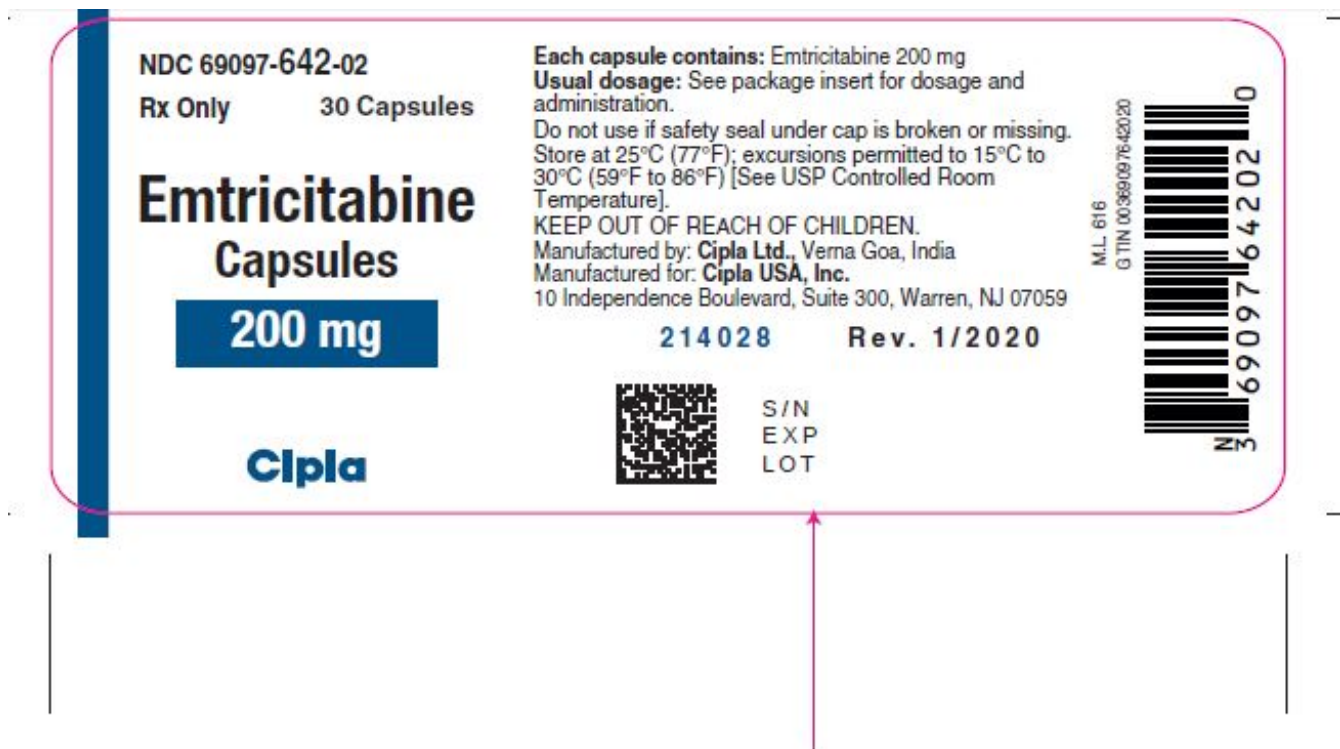 NDC 69097-642-02
Rx Only 30 Capsules
Emtricitabine
Capsules
200 mg
Cipla
Each capsule contains: Emtricitabine 200 mg
Usual dosage: See package insert for dosage and
administration.
Do not use if safety seal under cap is broken or missing.
Store at 25°C (77°F); excursions permitted to 15°C to
30°C (59°F to 86°F) [See USP Controlled Room
Temperature].
KEEP OUT OF REACH OF CHILDREN.
Manufactured by: Cipla Ltd., Verna Goa, India
Manufactured for: Cipla USA, Inc.
10 Independence Boulevard, Suite 300, Warren, NJ 07059
214028 Rev. 1/2020
S/N
EXP
LOT
M.L. 616
GTIN 00369097642020
N
3 69097 64202 0